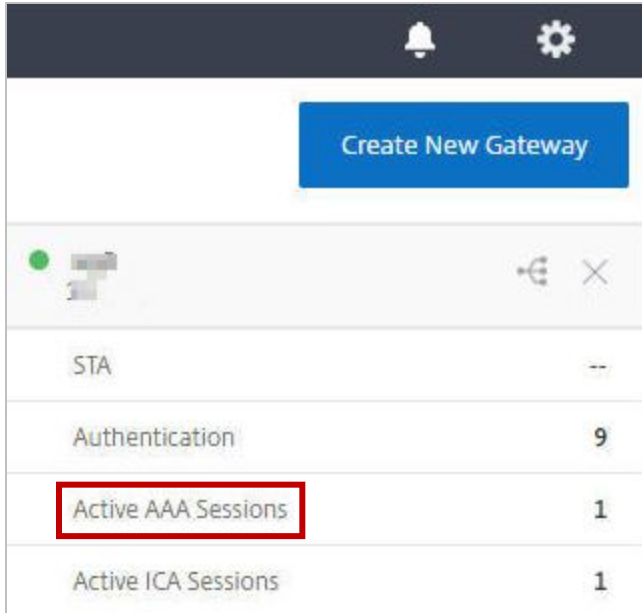 Create New Gateway
STA --
Authentication 9
Active AAA Sessions 1
Active ICA Sessions 1